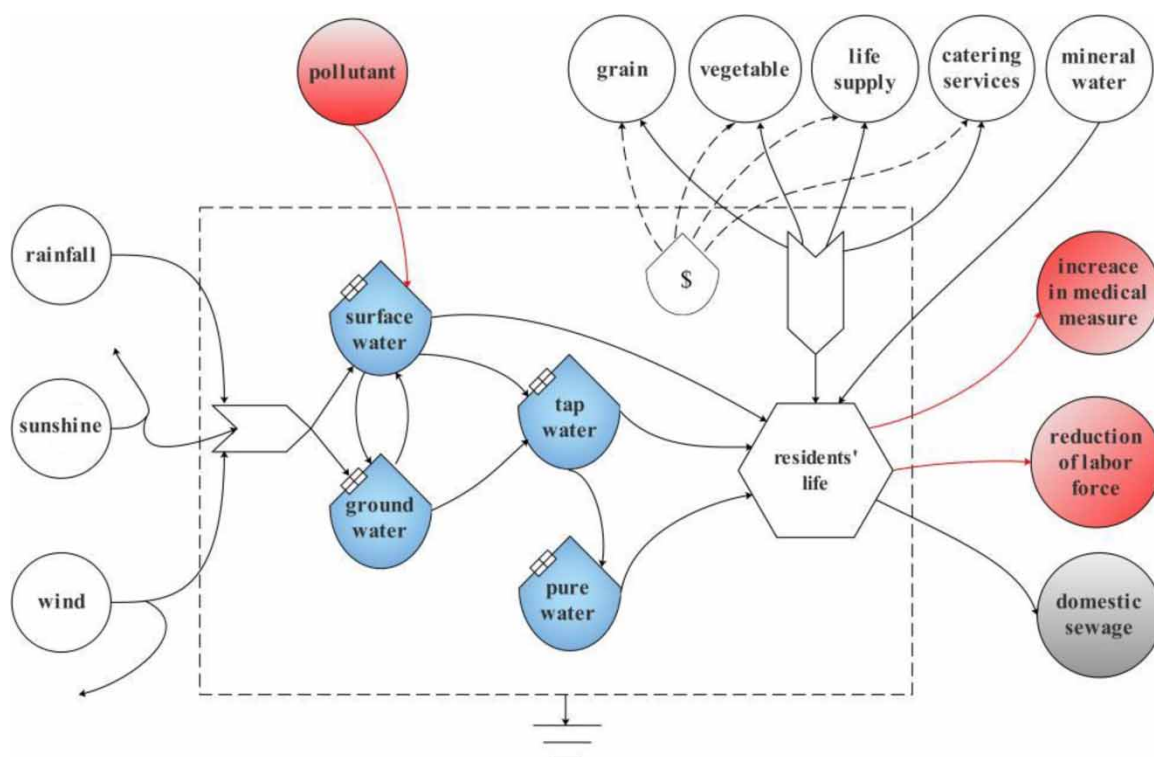 pollutant
grain
vegetable
life
supply
catering
services
mineral
water
rainfall
sunshine
wind
surface
water
ground
water
tap
water
pure
water
$
residents'
life
increace
in medical
measure
reduction
of labor
force
domestic
sewage